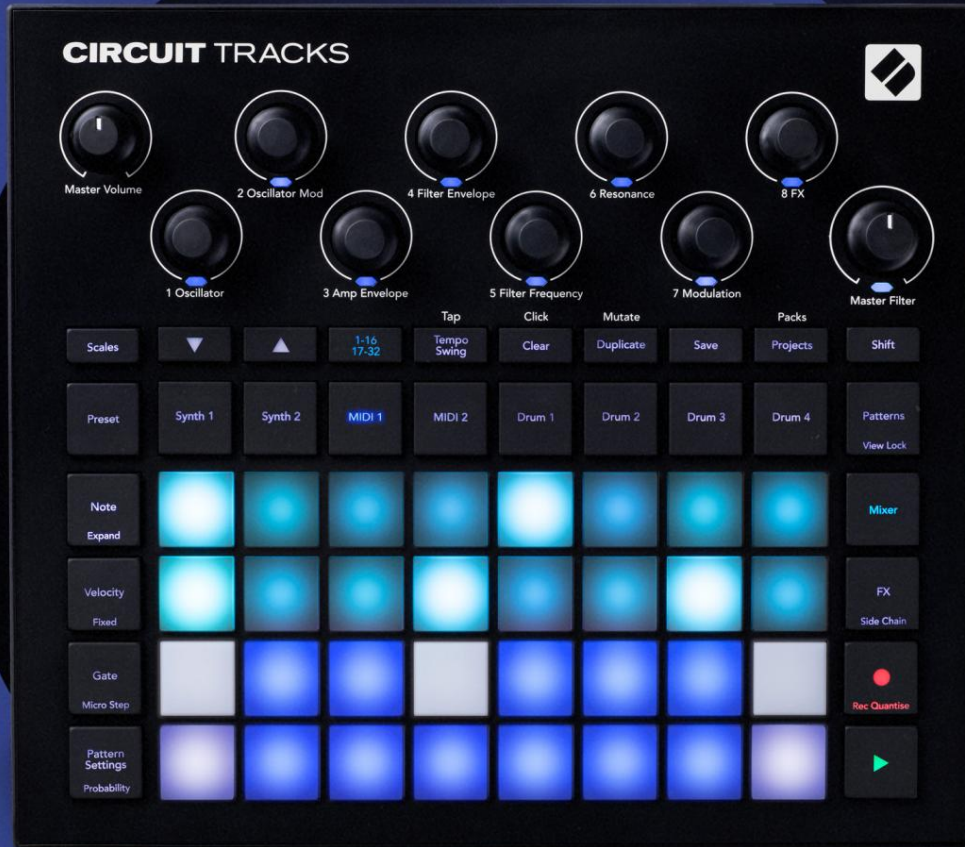 CIRCUIT TRACKS
Master Volume
2 Oscillator Mod
4 Filter Envelope
6 Resonance
8 FX
1 Oscillator
3 Amp Envelope
5 Filter Frequency
7 Modulation
Master Filter
Tap
Click
Mutate
Packs
Scales
▼
▲
1-16
17-32
Tempo
Swing
Clear
Duplicate
Save
Projects
Shift
Preset
Synth 1
Synth 2
MIDI 1
MIDI 2
Drum 1
Drum 2
Drum 3
Drum 4
Patterns
View Lock
Note
Expand
Mixer
Velocity
Fixed
FX
Side Chain
Gate
Micro Step
Rec Quantise
Pattern
Settings
Probability